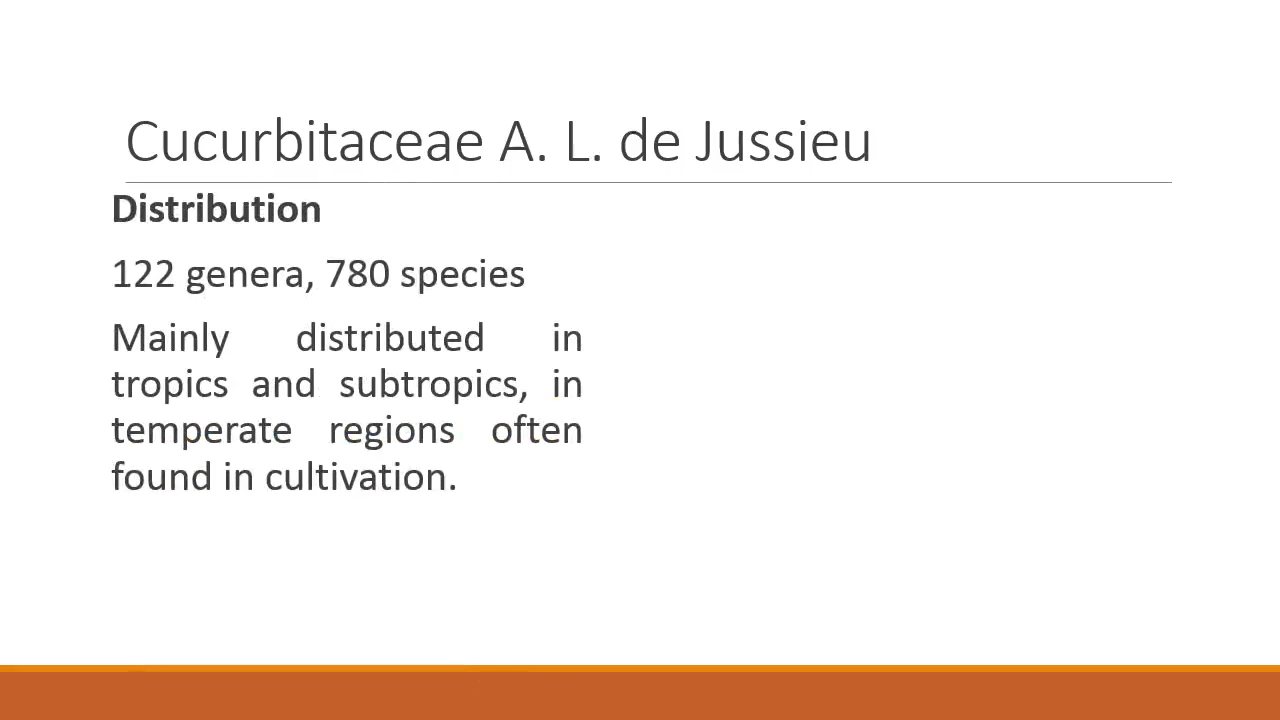 Cucurbitaceae A. L. de Jussieu
Distribution
122 genera, 780 species
Mainly distributed in
tropics and subtropics, in
temperate regions often
found in cultivation.